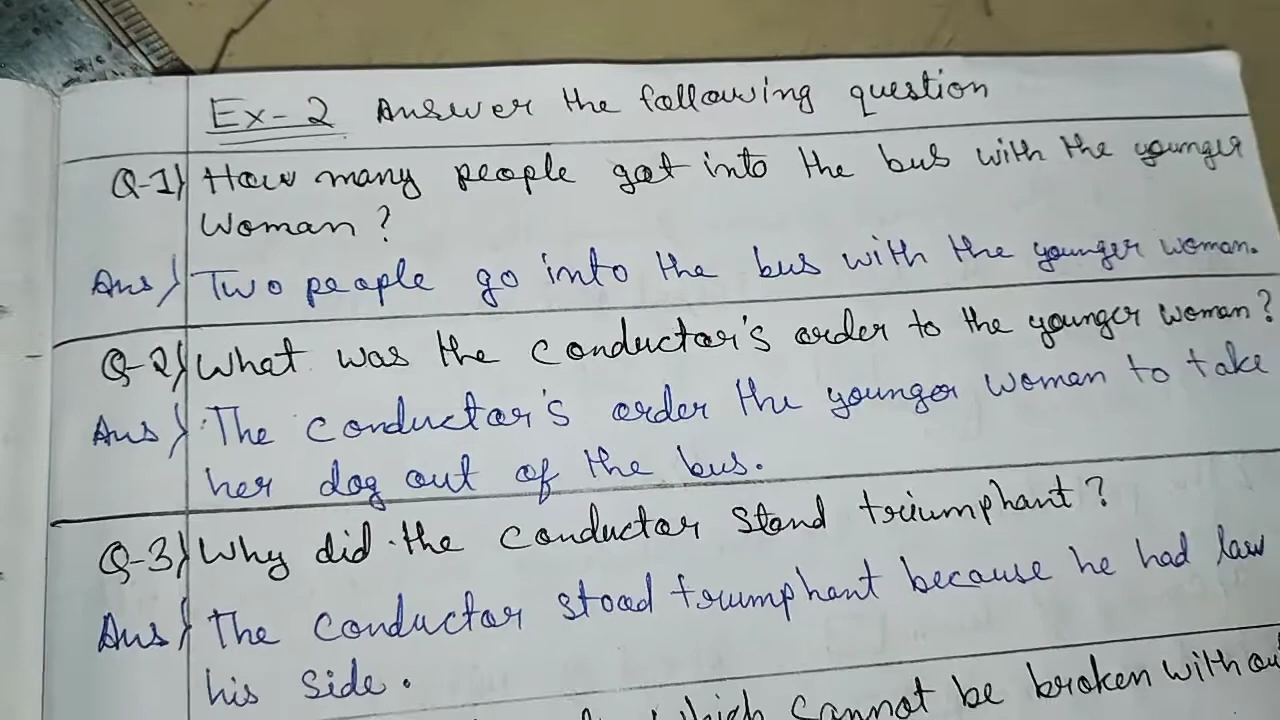 Ex-2 Answer the following question
Q-1) How many people got into the bus with the younger
Woman?
Ans) Two people go into the bus with the younger woman.
Q-2) What was the conductor's order to the younger woman?
Ans) The conductor's order the younger woman to take
her dog out of the bus.
Q-3) Why did the conductor stand triumphant?
Ans) The conductor stood triumphant because he had law
his side.
which cannot be broken without